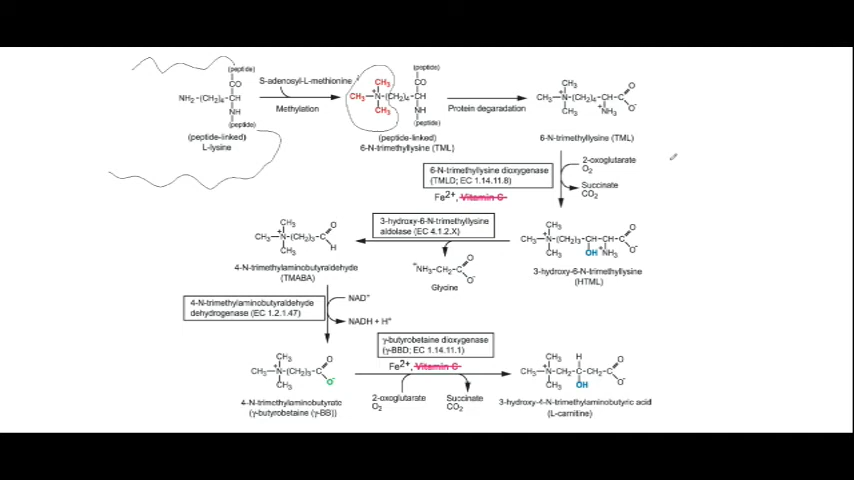 (peptide)
CO
NH₂-(CH₂)₄-CH
NH
(peptide)
(peptide-linked)
L-lysine
S-adenosyl-L-methionine
Methylation
(peptide)
CH₃ CO
CH₃-N⁺-(CH₂)₄-CH
CH₃ NH
(peptide)
(peptide-linked)
6-N-trimethyllysine (TML)
Protein degaradation
CH₃ O
CH₃-N⁺-(CH₂)₄-CH-C
CH₃ ⁺NH₃ O⁻
6-N-trimethyllysine (TML)
6-N-trimethyllysine dioxygenase
(TMLD; EC 1.14.11.8)
Fe²⁺, Vitamin C
2-oxoglutarate
O₂
Succinate
CO₂
CH₃ O
CH₃-N⁺-(CH₂)₃-CH-CH-C
CH₃ OH ⁺NH₃ O⁻
3-hydroxy-6-N-trimethyllysine
(HTML)
3-hydroxy-6-N-trimethyllysine
aldolase (EC 4.1.2.X)
O
⁺NH₃-CH₂-C
O⁻
Glycine
CH₃ O
CH₃-N⁺-(CH₂)₃-C
CH₃ H
4-N-trimethylaminobutyraldehyde
(TMABA)
4-N-trimethylaminobutyraldehyde
dehydrogenase (EC 1.2.1.47)
NAD⁺
NADH + H⁺
CH₃ O
CH₃-N⁺-(CH₂)₃-C
CH₃ O⁻
4-N-trimethylaminobutyrate
(γ-butyrobetaine (γ-BB))
γ-butyrobetaine dioxygenase
(γ-BBD; EC 1.14.11.1)
Fe²⁺, Vitamin C
2-oxoglutarate
O₂
Succinate
CO₂
CH₃ H O
CH₃-N⁺-CH₂-C-CH₂-C
CH₃ OH O⁻
3-hydroxy-4-N-trimethylaminobutyric acid
(L-carnitine)